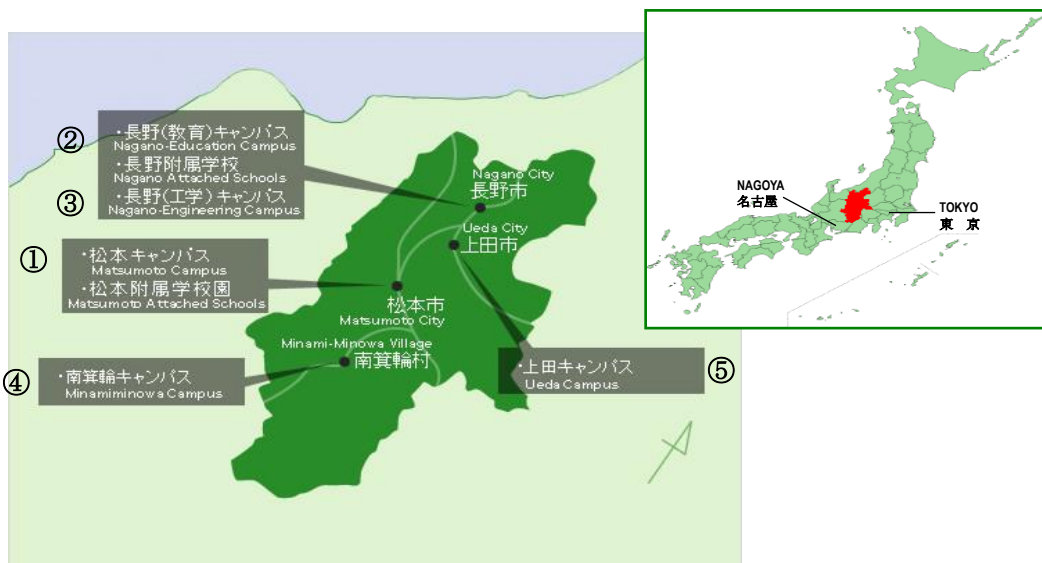 ②
・長野(教育)キャンパス
Nagano-Education Campus
・長野附属学校
Nagano Attached Schools
③
・長野(工学)キャンパス
Nagano-Engineering Campus
Nagano City
長野市
Ueda City
上田市
①
・松本キャンパス
Matsumoto Campus
・松本附属学校園
Matsumoto Attached Schools
松本市
Matsumoto City
Minami-Minowa Village
南箕輪村
④
・南箕輪キャンパス
Minamiminowa Campus
・上田キャンパス
Ueda Campus
⑤
NAGOYA
名古屋
TOKYO
東 京